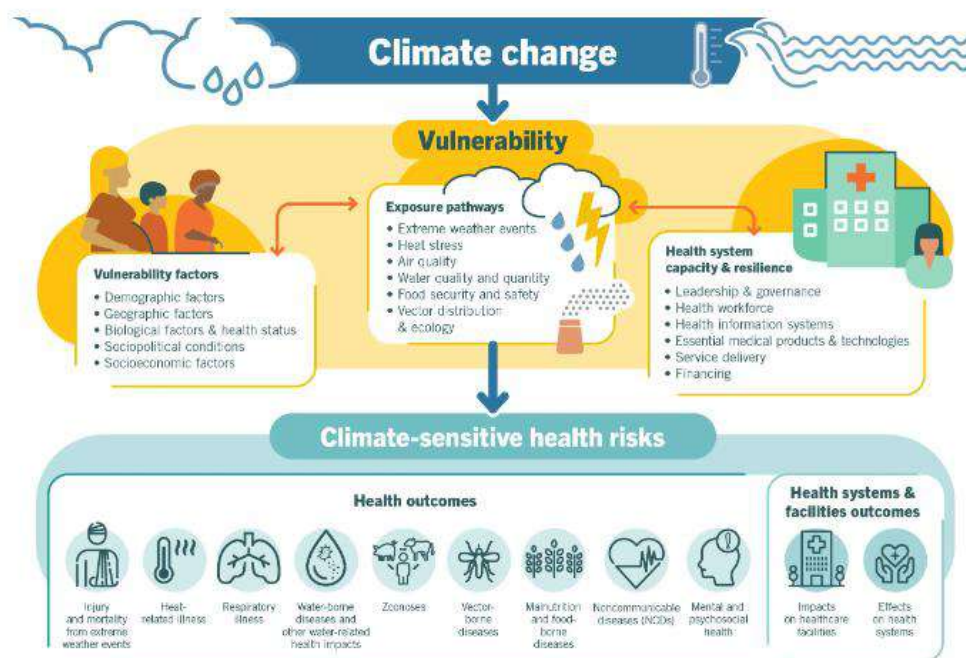 Climate change
Vulnerability
Vulnerability factors
• Demographic factors
• Geographic factors
• Biological factors & health status
• Sociopolitical conditions
• Socioeconomic factors
Exposure pathways
• Extreme weather events
• Heat stress
• Air quality
• Water quality and quantity
• Food security and safety
• Vector distribution
& ecology
Health system
capacity & resilience
• Leadership & governance
• Health workforce
• Health information systems
• Essential medical products & technologies
• Service delivery
• Financing
Climate-sensitive health risks
Health outcomes
Injury
and mortality
from extreme
weather events
Heat-
related illness
Respiratory
illness
Water-borne
diseases and
other water-related
health impacts
Zoonoses
Vector-
borne
diseases
Malnutrition
and food-
borne
diseases
Noncommunicable
diseases (NCDs)
Mental and
psychosocial
health
Health systems &
facilities outcomes
Impacts
on healthcare
facilities
Effects
on health
systems